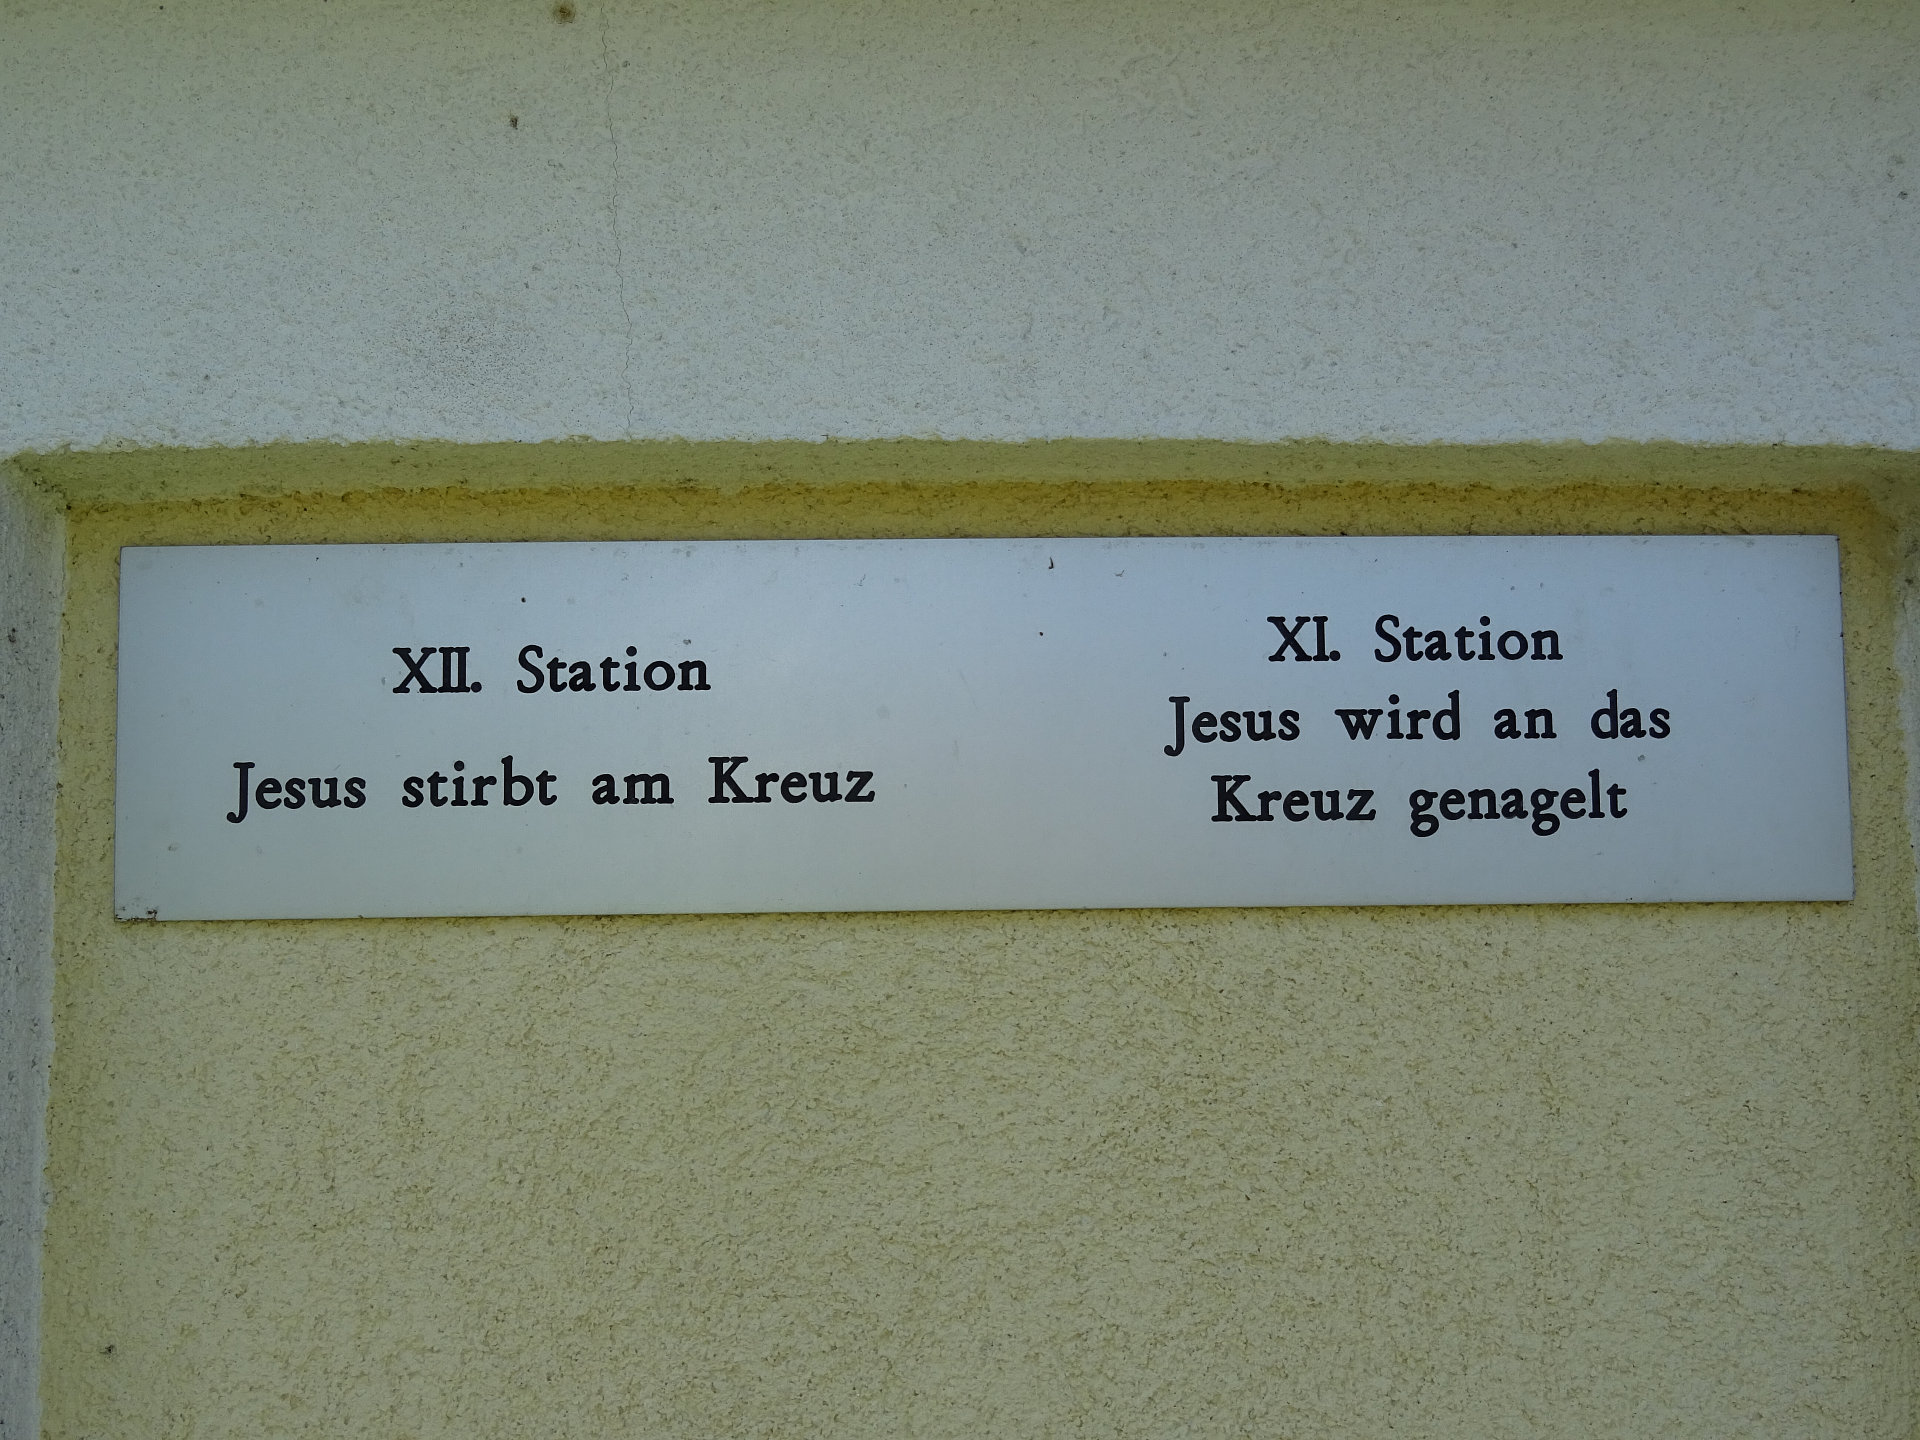 XII. Station
Jesus stirbt am Kreuz
XI. Station
Jesus wird an das
Kreuz genagelt